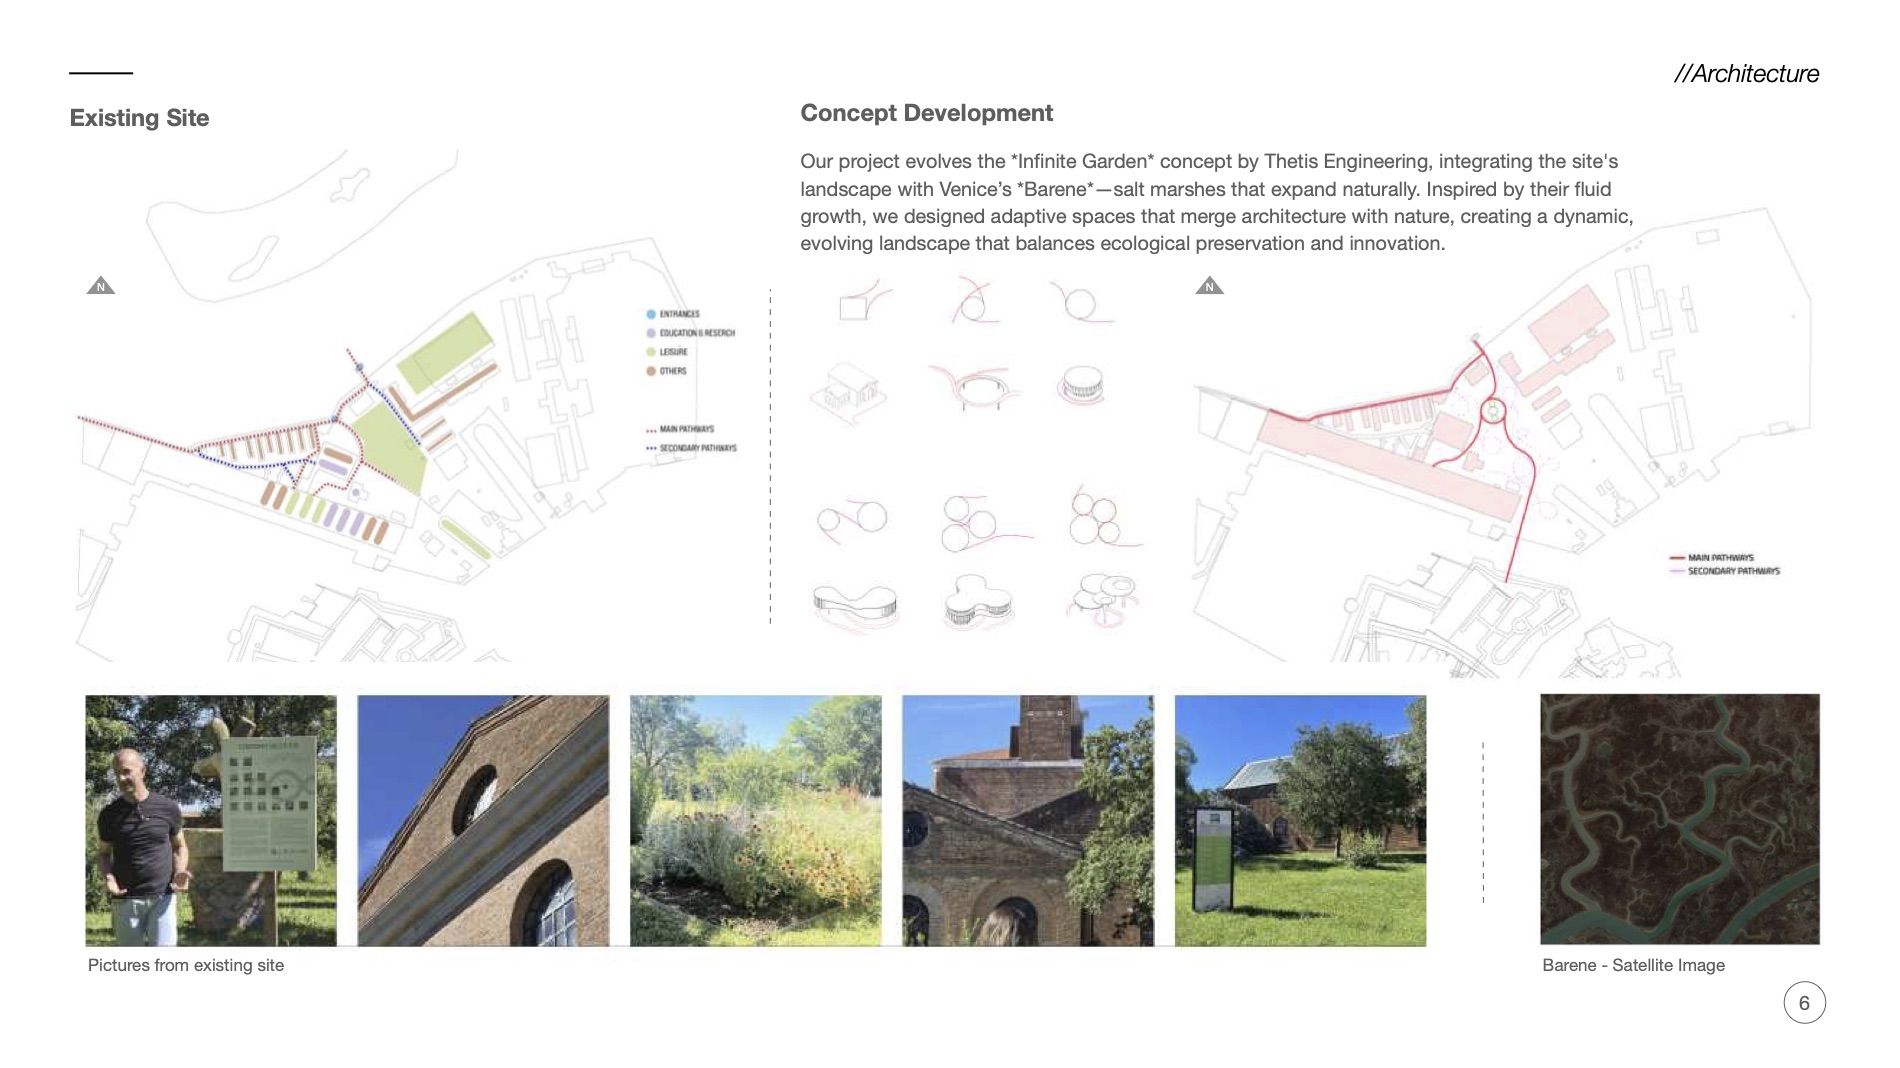 //Architecture
Existing Site
Concept Development
Our project evolves the *Infinite Garden* concept by Thetis Engineering, integrating the site's
landscape with Venice’s *Barene*—salt marshes that expand naturally. Inspired by their fluid
growth, we designed adaptive spaces that merge architecture with nature, creating a dynamic,
evolving landscape that balances ecological preservation and innovation.
N
ENTRANCES
EDUCATION & RESERCH
LEISURE
OTHERS
MAIN PATHWAYS
SECONDARY PATHWAYS
N
MAIN PATHWAYS
SECONDARY PATHWAYS
Pictures from existing site
Barene - Satellite Image
6